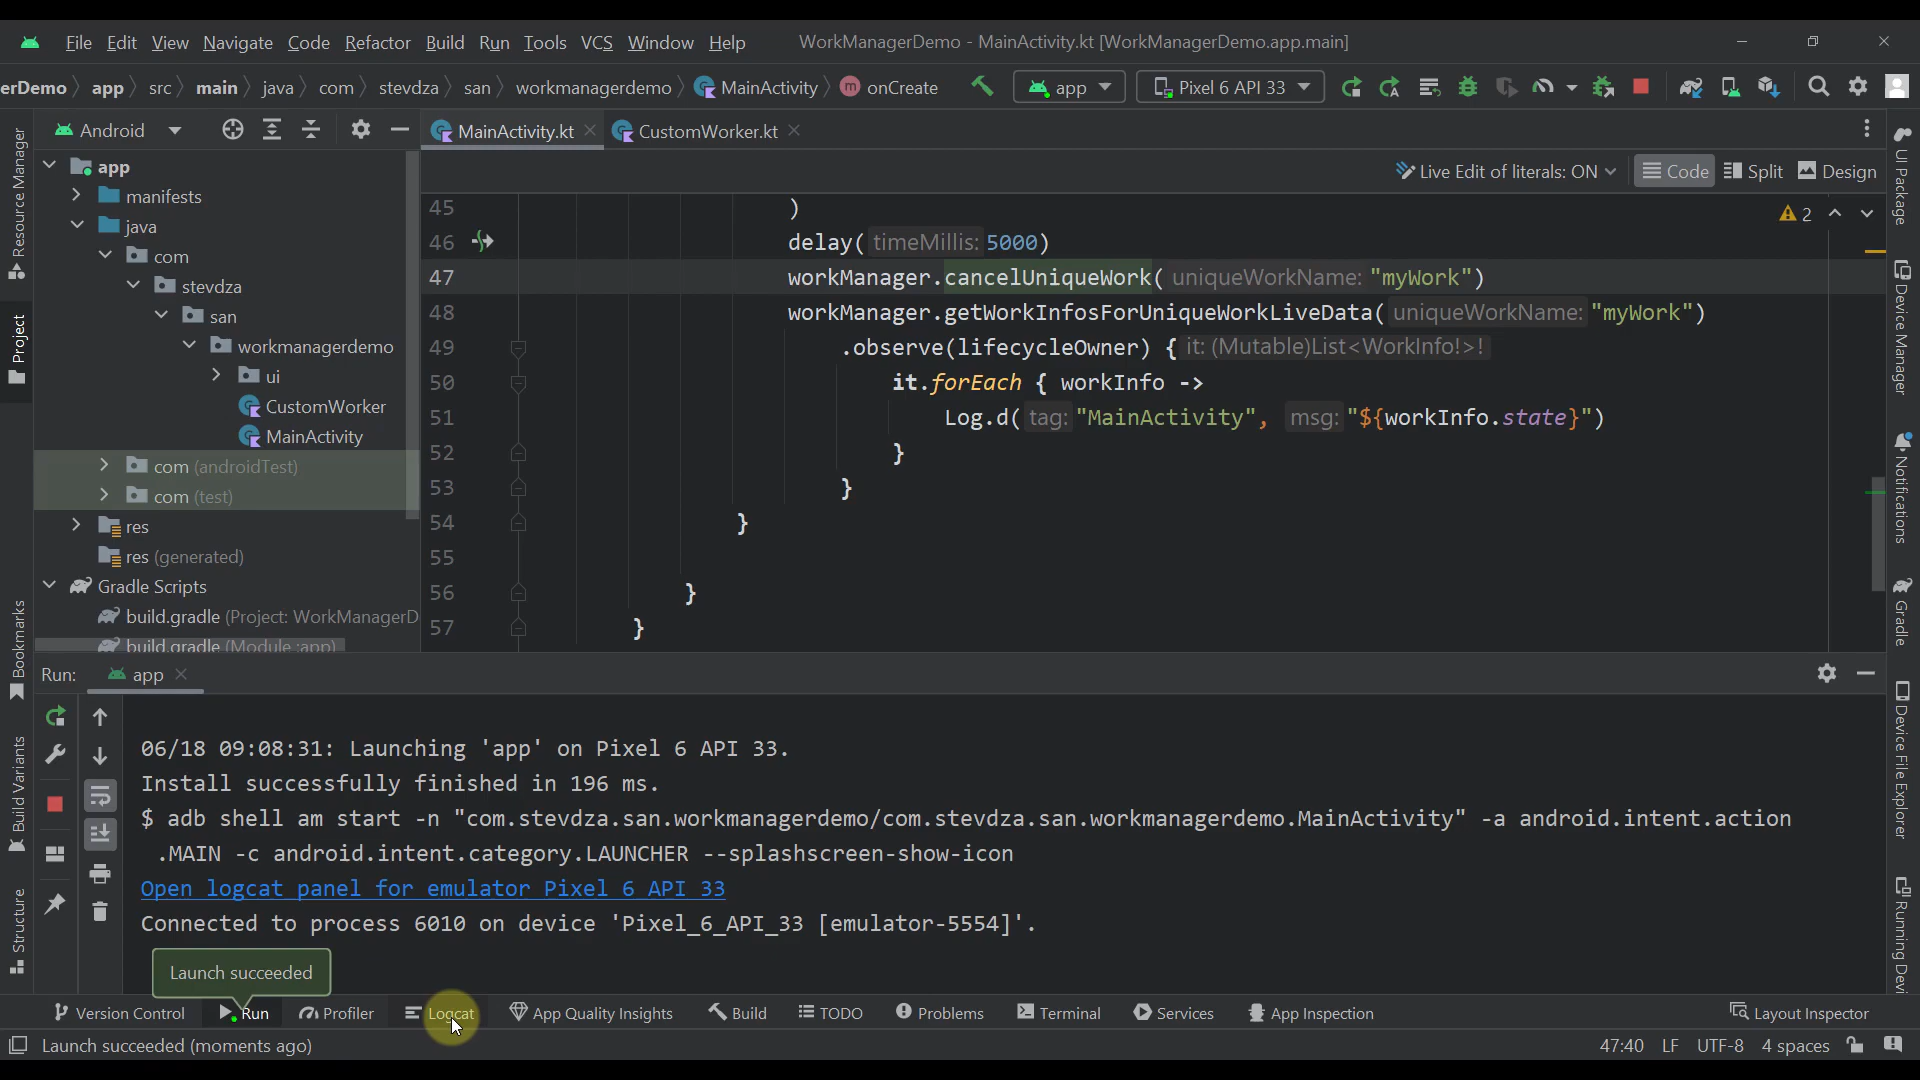 File Edit View Navigate Code Refactor Build Run Tools VCS Window Help WorkManagerDemo - MainActivity.kt [WorkManagerDemo.app.main]
erDemo app src main java com stevdza san workmanagerdemo MainActivity onCreate app Pixel 6 API 33
Android MainActivity.kt CustomWorker.kt
Live Edit of literals: ON Code Split Design
app
manifests
java
com
stevdza
san
workmanagerdemo
ui
CustomWorker
MainActivity
com (androidTest)
com (test)
res
res (generated)
Gradle Scripts
build.gradle (Project: WorkManagerD
build.gradle (Module :app)
2
45 )
46 delay( timeMillis: 5000)
47 workManager.cancelUniqueWork( uniqueWorkName: "myWork")
48 workManager.getWorkInfosForUniqueWorkLiveData( uniqueWorkName: "myWork")
49 .observe(lifecycleOwner) { it: (Mutable)List<WorkInfo!>!
50 it.forEach { workInfo ->
51 Log.d( tag: "MainActivity", msg: "${workInfo.state}")
52 }
53 }
54 }
55
56 }
57 }
Resource Manager
Project
Bookmarks
Build Variants
Structure
UI Package
Device Manager
Notifications
Gradle
Device File Explorer
Running Devi
Run: app
06/18 09:08:31: Launching 'app' on Pixel 6 API 33.
Install successfully finished in 196 ms.
$ adb shell am start -n "com.stevdza.san.workmanagerdemo/com.stevdza.san.workmanagerdemo.MainActivity" -a android.intent.action
.MAIN -c android.intent.category.LAUNCHER --splashscreen-show-icon
Open logcat panel for emulator Pixel 6 API 33
Connected to process 6010 on device 'Pixel_6_API_33 [emulator-5554]'.
Launch succeeded
Version Control Run Profiler Logcat App Quality Insights Build TODO Problems Terminal Services App Inspection Layout Inspector
Launch succeeded (moments ago) 47:40 LF UTF-8 4 spaces